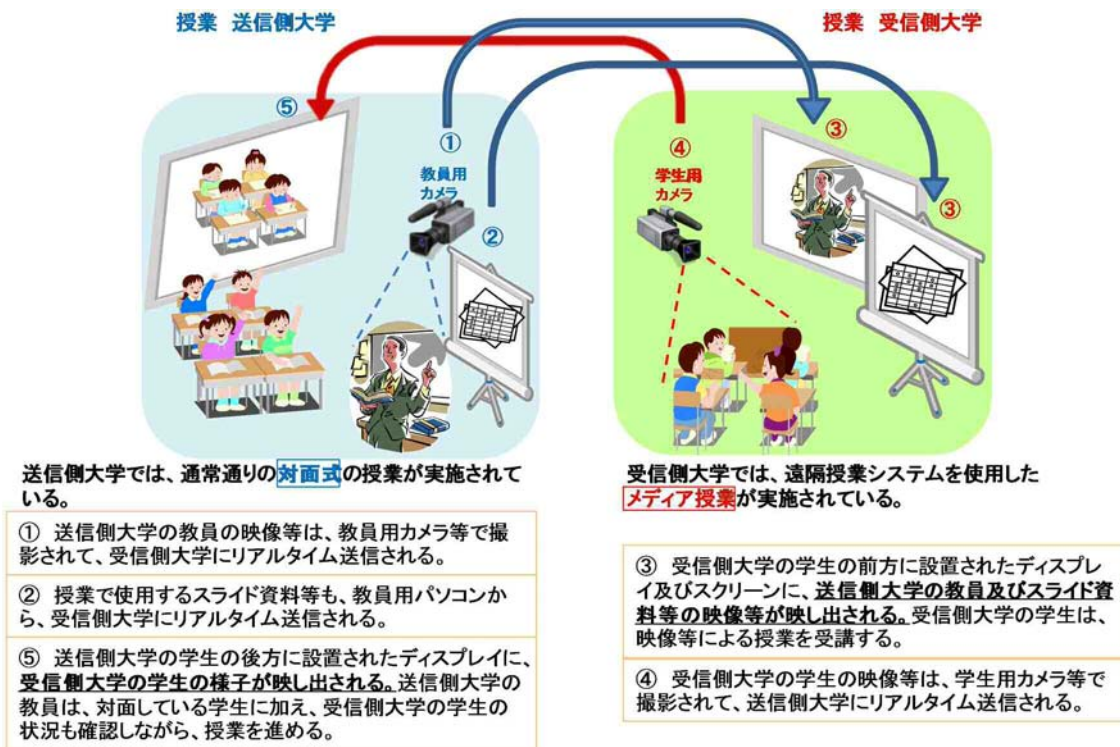 授業 送信側大学
授業 受信側大学
⑤
①
教員用
カメラ
②
④
学生用
カメラ
③
③
送信側大学では、通常通りの対面式の授業が実施されて
いる。
① 送信側大学の教員の映像等は、教員用カメラ等で撮
影されて、受信側大学にリアルタイム送信される。
② 授業で使用するスライド資料等も、教員用パソコンか
ら、受信側大学にリアルタイム送信される。
⑤ 送信側大学の学生の後方に設置されたディスプレイに、
受信側大学の学生の様子が映し出される。送信側大学の
教員は、対面している学生に加え、受信側大学の学生の
状況も確認しながら、授業を進める。
受信側大学では、遠隔授業システムを使用した
メディア授業が実施されている。
③ 受信側大学の学生の前方に設置されたディスプレ
イ及びスクリーンに、送信側大学の教員及びスライド資
料等の映像等が映し出される。受信側大学の学生は、
映像等による授業を受講する。
④ 受信側大学の学生の映像等は、学生用カメラ等で
撮影されて、送信側大学にリアルタイム送信される。